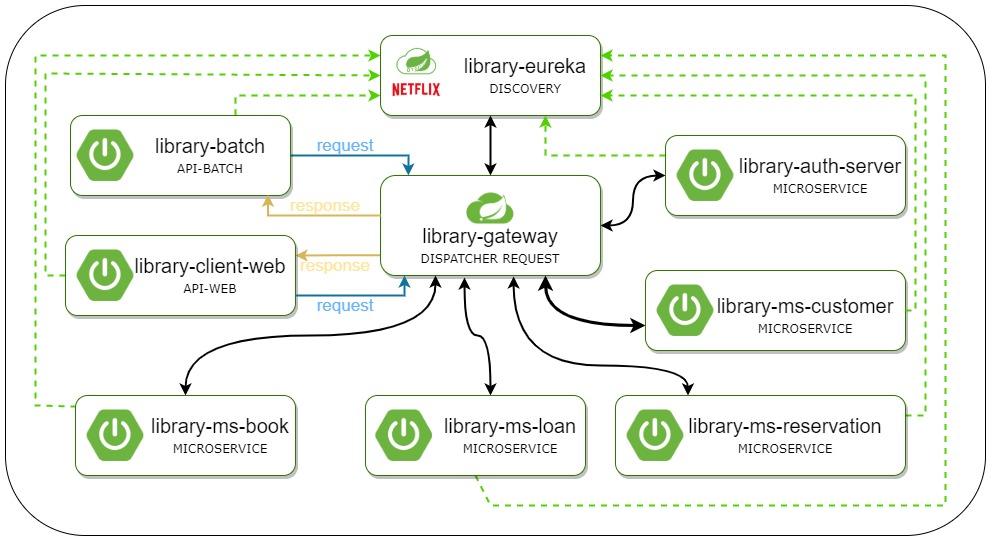 library-eureka
NETFLIX
DISCOVERY
library-batch
API-BATCH
request
library-auth-server
MICROSERVICE
response
library-gateway
DISPATCHER REQUEST
library-client-web
API-WEB
response
request
library-ms-customer
MICROSERVICE
library-ms-book
MICROSERVICE
library-ms-loan
MICROSERVICE
library-ms-reservation
MICROSERVICE